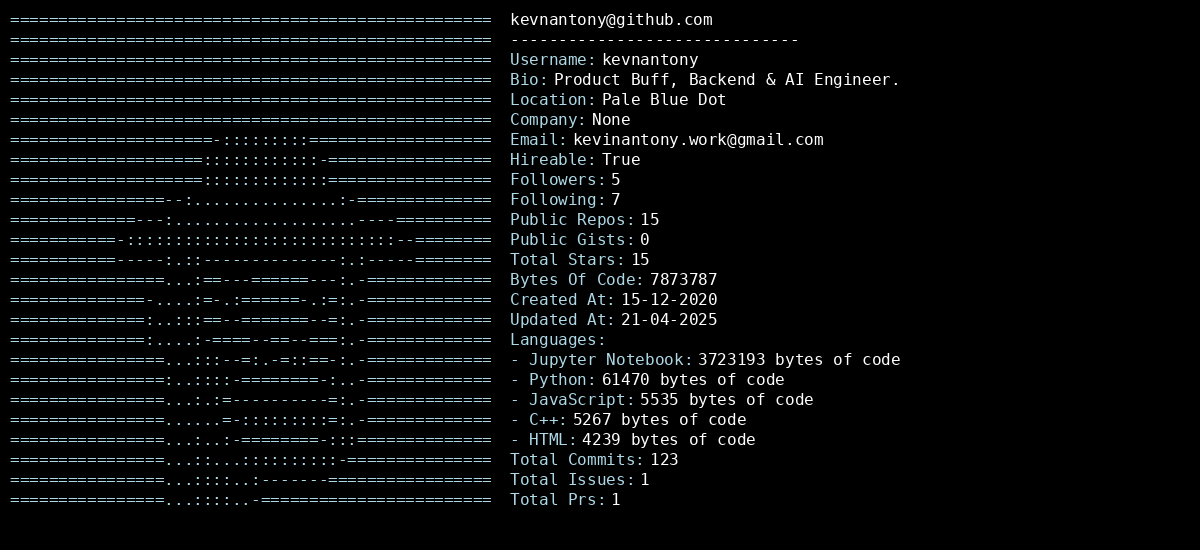 kevnantony@github.com
------------------------------
Username: kevnantony
Bio: Product Buff, Backend & AI Engineer.
Location: Pale Blue Dot
Company: None
Email: kevinantony.work@gmail.com
Hireable: True
Followers: 5
Following: 7
Public Repos: 15
Public Gists: 0
Total Stars: 15
Bytes Of Code: 7873787
Created At: 15-12-2020
Updated At: 21-04-2025
Languages:
- Jupyter Notebook: 3723193 bytes of code
- Python: 61470 bytes of code
- JavaScript: 5535 bytes of code
- C++: 5267 bytes of code
- HTML: 4239 bytes of code
Total Commits: 123
Total Issues: 1
Total Prs: 1